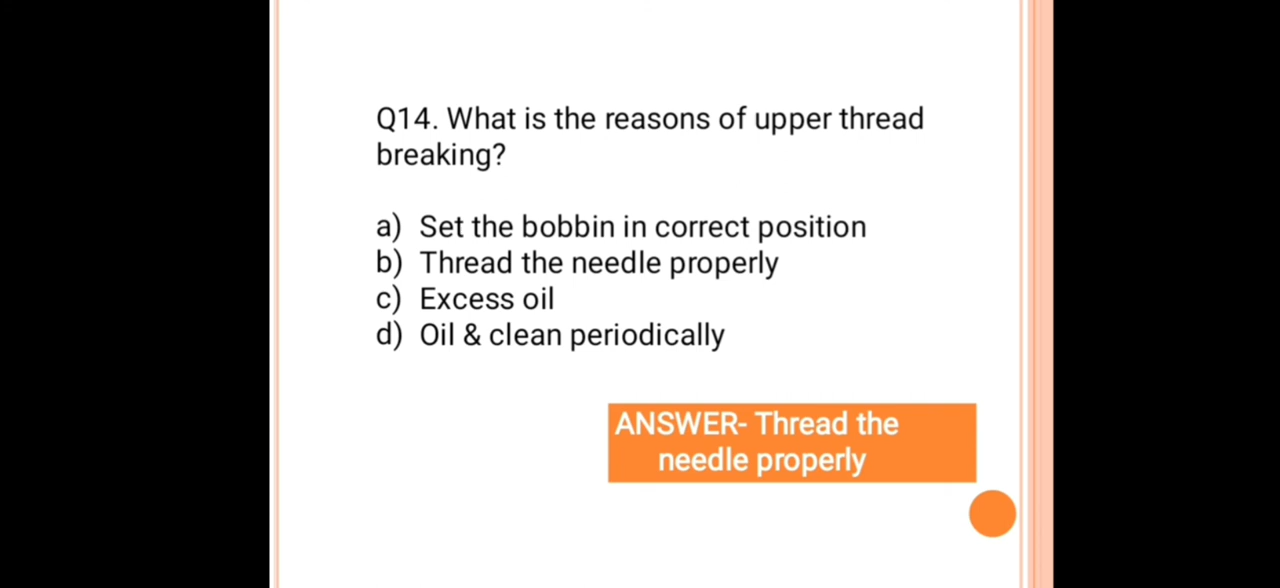 Q14. What is the reasons of upper thread
breaking?
a) Set the bobbin in correct position
b) Thread the needle properly
c) Excess oil
d) Oil & clean periodically
ANSWER- Thread the
needle properly